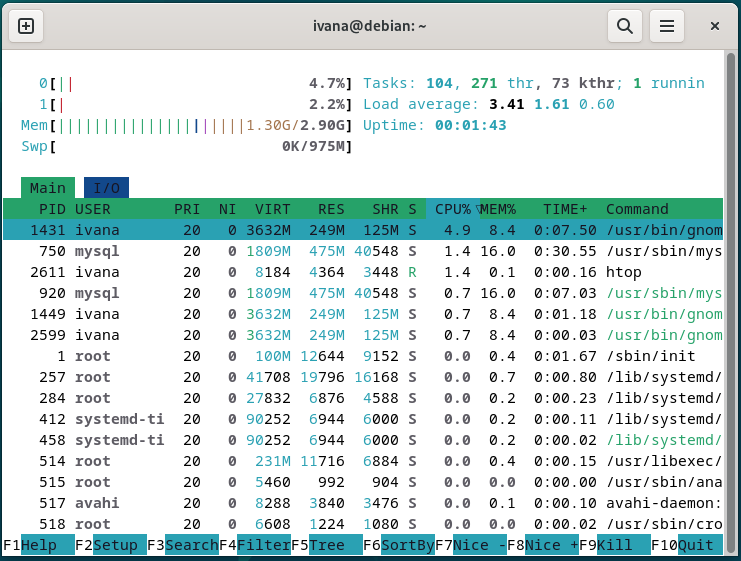 ivana@debian: ~
0[|| 4.7%] Tasks: 104, 271 thr, 73 kthr; 1 runnin
1[| 2.2%] Load average: 3.41 1.61 0.60
Mem[|||||||||||||||||||||1.30G/2.90G] Uptime: 00:01:43
Swp[ 0K/975M]
Main I/O
PID USER PRI NI VIRT RES SHR S CPU%▽MEM% TIME+ Command
1431 ivana 20 0 3632M 249M 125M S 4.9 8.4 0:07.50 /usr/bin/gnom
750 mysql 20 0 1809M 475M 40548 S 1.4 16.0 0:30.55 /usr/sbin/mys
2611 ivana 20 0 8184 4364 3448 R 1.4 0.1 0:00.16 htop
920 mysql 20 0 1809M 475M 40548 S 0.7 16.0 0:07.03 /usr/sbin/mys
1449 ivana 20 0 3632M 249M 125M S 0.7 8.4 0:01.18 /usr/bin/gnom
2599 ivana 20 0 3632M 249M 125M S 0.7 8.4 0:00.03 /usr/bin/gnom
1 root 20 0 100M 12644 9152 S 0.0 0.4 0:01.67 /sbin/init
257 root 20 0 41708 19796 16168 S 0.0 0.7 0:00.80 /lib/systemd/
284 root 20 0 27832 6876 4588 S 0.0 0.2 0:00.23 /lib/systemd/
412 systemd-ti 20 0 90252 6944 6000 S 0.0 0.2 0:00.11 /lib/systemd/
458 systemd-ti 20 0 90252 6944 6000 S 0.0 0.2 0:00.02 /lib/systemd/
514 root 20 0 231M 11716 6884 S 0.0 0.4 0:00.15 /usr/libexec/
515 root 20 0 5460 992 904 S 0.0 0.0 0:00.00 /usr/sbin/ana
517 avahi 20 0 8288 3840 3476 S 0.0 0.1 0:00.10 avahi-daemon:
518 root 20 0 6608 1224 1080 S 0.0 0.0 0:00.02 /usr/sbin/cro
F1Help F2Setup F3SearchF4FilterF5Tree F6SortByF7Nice -F8Nice +F9Kill F10Quit